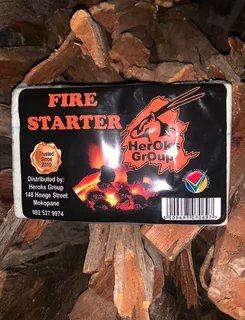 FIRE
STARTER
HerOks
GrOup
Trusted
Since
2010
Distributed by:
Heroks Group
148 Hooge Street
Mokopane
082 527 9974